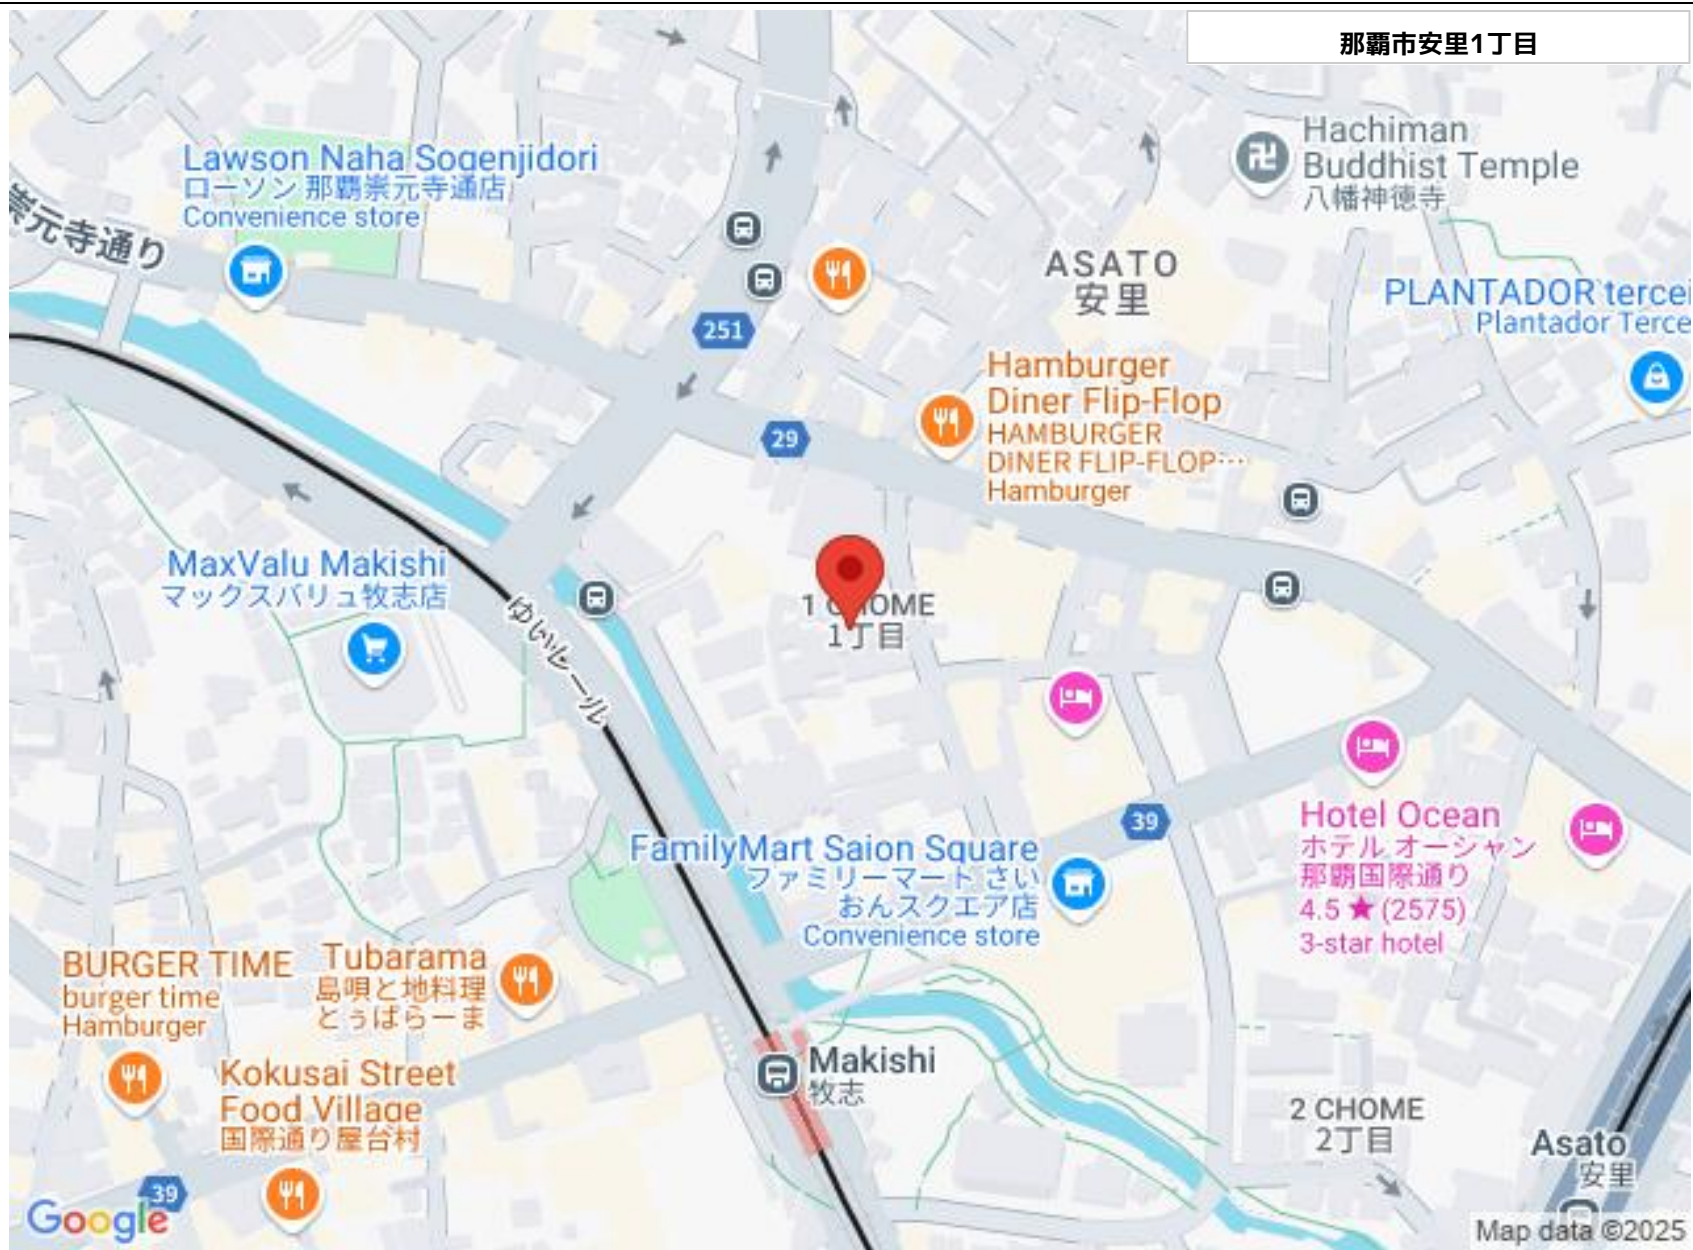 那覇市安里1丁目
Hachiman
Buddhist Temple
八幡神徳寺
Lawson Naha Sogenjidori
ローソン 那覇崇元寺通店
Convenience store
崇元寺通り
ASATO
安里
PLANTADOR tercei
Plantador Terce
251
Hamburger
Diner Flip-Flop
HAMBURGER
DINER FLIP-FLOP…
Hamburger
29
MaxValu Makishi
マックスバリュ牧志店
ゆいレール
1 CHOME
1丁目
39
Hotel Ocean
ホテル オーシャン
那覇国際通り
4.5 ★ (2575)
3-star hotel
FamilyMart Saion Square
ファミリーマート さい
おんスクエア店
Convenience store
BURGER TIME
burger time
Hamburger
Tubarama
島唄と地料理
とぅばらーま
Kokusai Street
Food Village
国際通り屋台村
Makishi
牧志
2 CHOME
2丁目
Asato
安里
39
Google
Map data ©2025